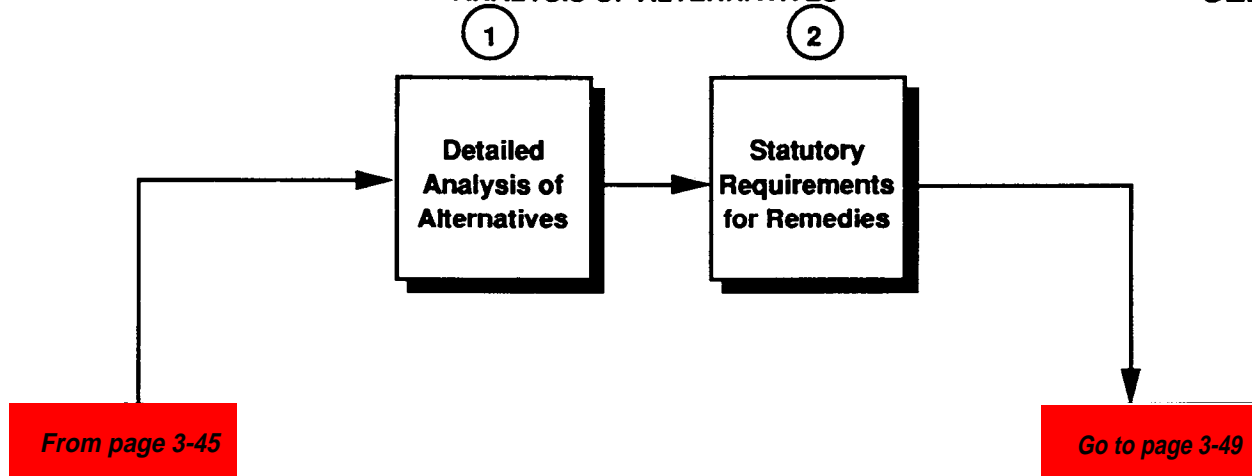 1
2
Detailed
Analysis of
Alternatives
Statutory
Requirements
for Remedies
From page 3-45
Go to page 3-49